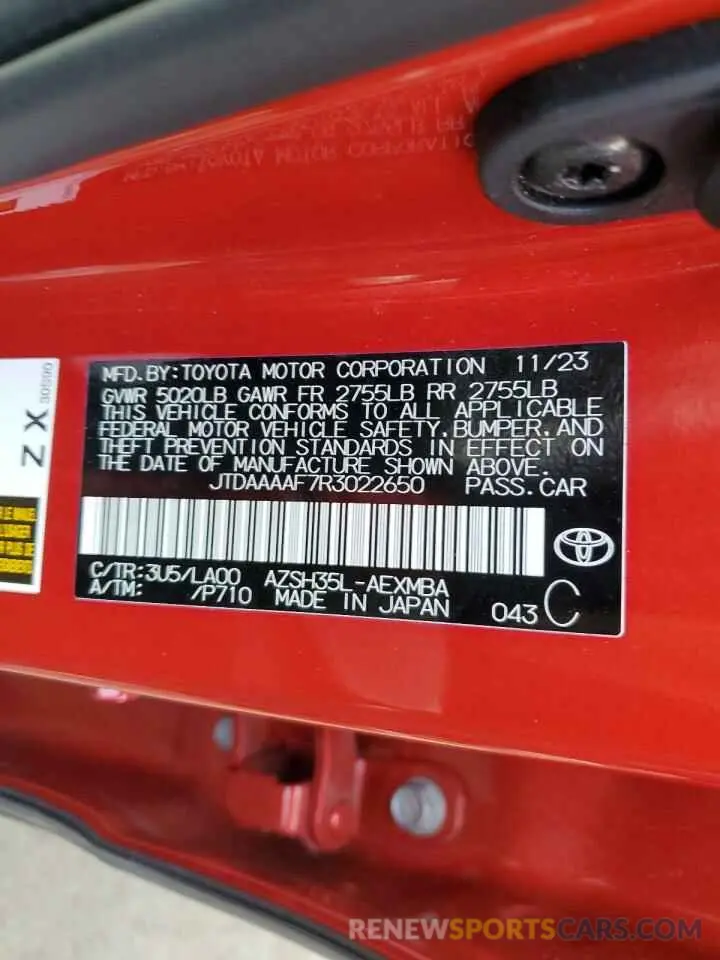 MFD. BY: TOYOTA MOTOR CORPORATION 11/23
GVWR 5020LB GAWR FR 2755LB RR 2755LB
THIS VEHICLE CONFORMS TO ALL APPLICABLE
FEDERAL MOTOR VEHICLE SAFETY, BUMPER, AND
THEFT PREVENTION STANDARDS IN EFFECT ON
THE DATE OF MANUFACTURE SHOWN ABOVE.
JTDAAAAF7R3022650 PASS. CAR
C/TR: 3U5/LA00 AZSH35L-AEXMBA
A/TM: /P710 MADE IN JAPAN 043 C
ZX
RENEWSPORTSCARS.COM